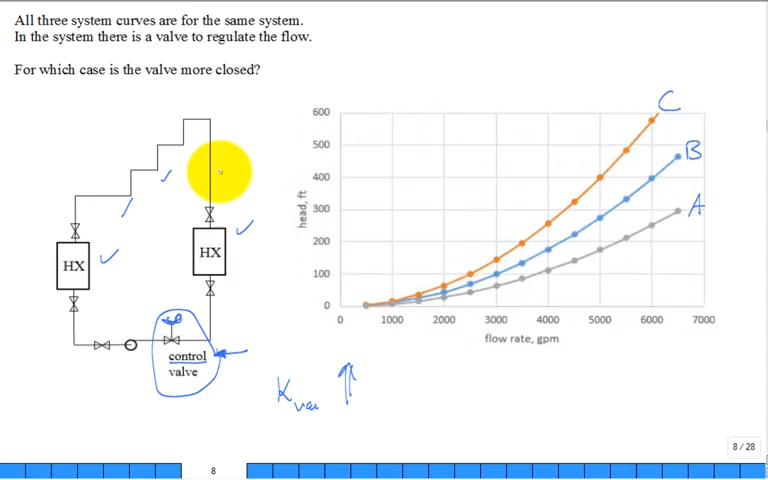 All three system curves are for the same system.
In the system there is a valve to regulate the flow.
For which case is the valve more closed?
HX
HX
control
valve
600
500
400
300
200
100
0
head, ft
0 1000 2000 3000 4000 5000 6000 7000
flow rate, gpm
C
B
A
8 / 28
8